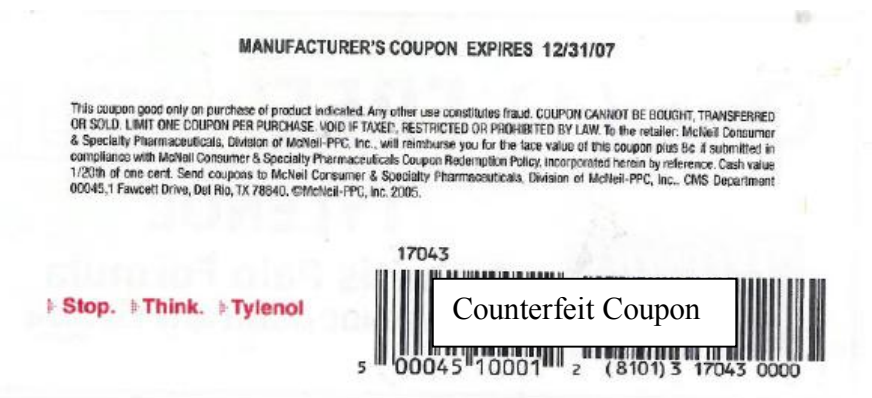 MANUFACTURER'S COUPON EXPIRES 12/31/07
This coupon good only on purchase of product indicated. Any other use constitutes fraud. COUPON CANNOT BE BOUGHT, TRANSFERRED
OR SOLD. LIMIT ONE COUPON PER PURCHASE. VOID IF TAXED, RESTRICTED OR PROHIBITED BY LAW. To the retailer: McNeil Consumer
& Specialty Pharmaceuticals, Division of McNeil-PPC, Inc., will reimburse you for the face value of this coupon plus 8c if submitted in
compliance with McNeil Consumer & Specialty Pharmaceuticals Coupon Redemption Policy, incorporated herein by reference. Cash value
1/20th of one cent. Send coupons to McNeil Consumer & Specialty Pharmaceuticals, Division of McNeil-PPC, Inc., CMS Department
00045,1 Fawcett Drive, Del Rio, TX 78840. ©McNeil-PPC, Inc. 2005.
17043
Stop. Think. Tylenol
Counterfeit Coupon
5 00045 10001 2 (8101) 3 17043 0000